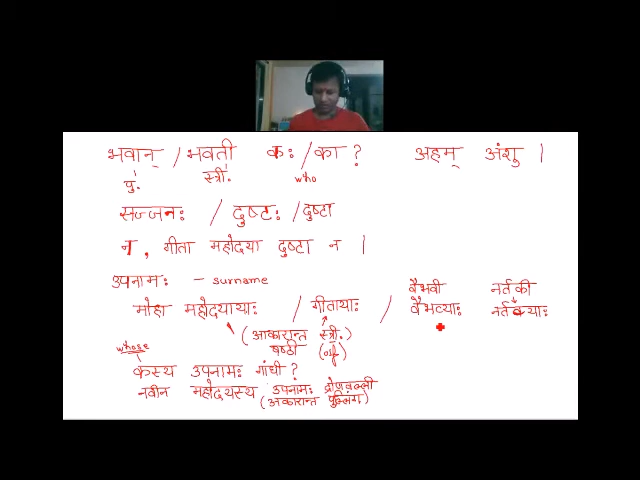 भवान् / भवती कः / का ? अहम् अंशु ।
पु. स्त्री. who
सज्जनः / दुष्टः / दुष्टा
न , गीता महोदया दुष्टा न ।
उपनामः – surname वैभवी नर्तकी
मोहा महोदयायाः / गीतायाः / वैभव्याः नर्तक्याः
(आकारान्त स्त्री.)
षष्ठी (of)
whose
कस्य उपनामः गांधी ?
नवीन महोदयस्य उपनामः
(अकारान्त पुल्लिंग)